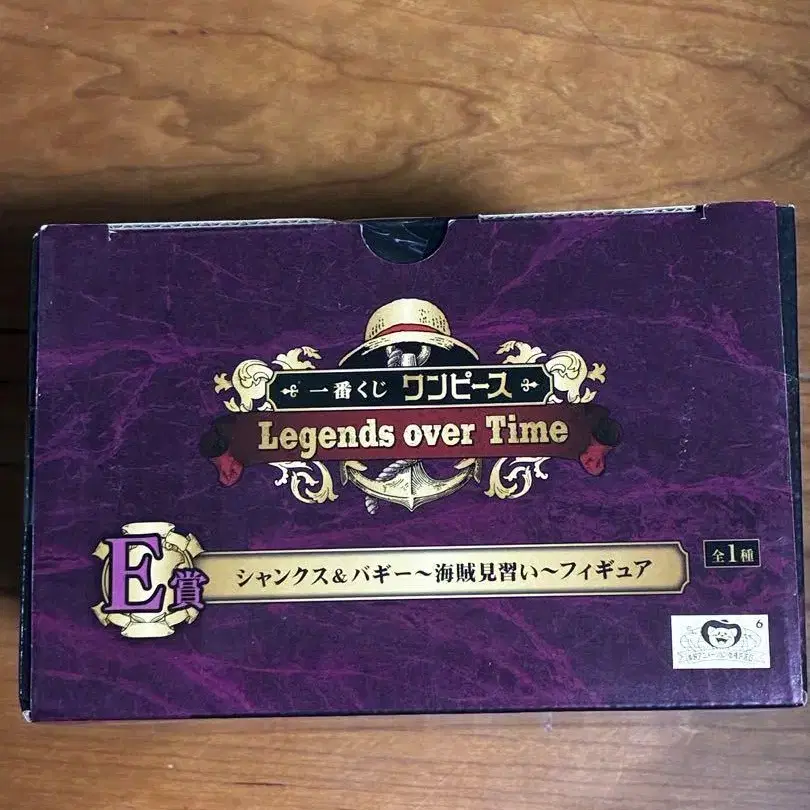 一番くじ ワンピース
Legends over Time
E賞
シャンクス&バギー〜海賊見習い〜フィギュア
全1種
6